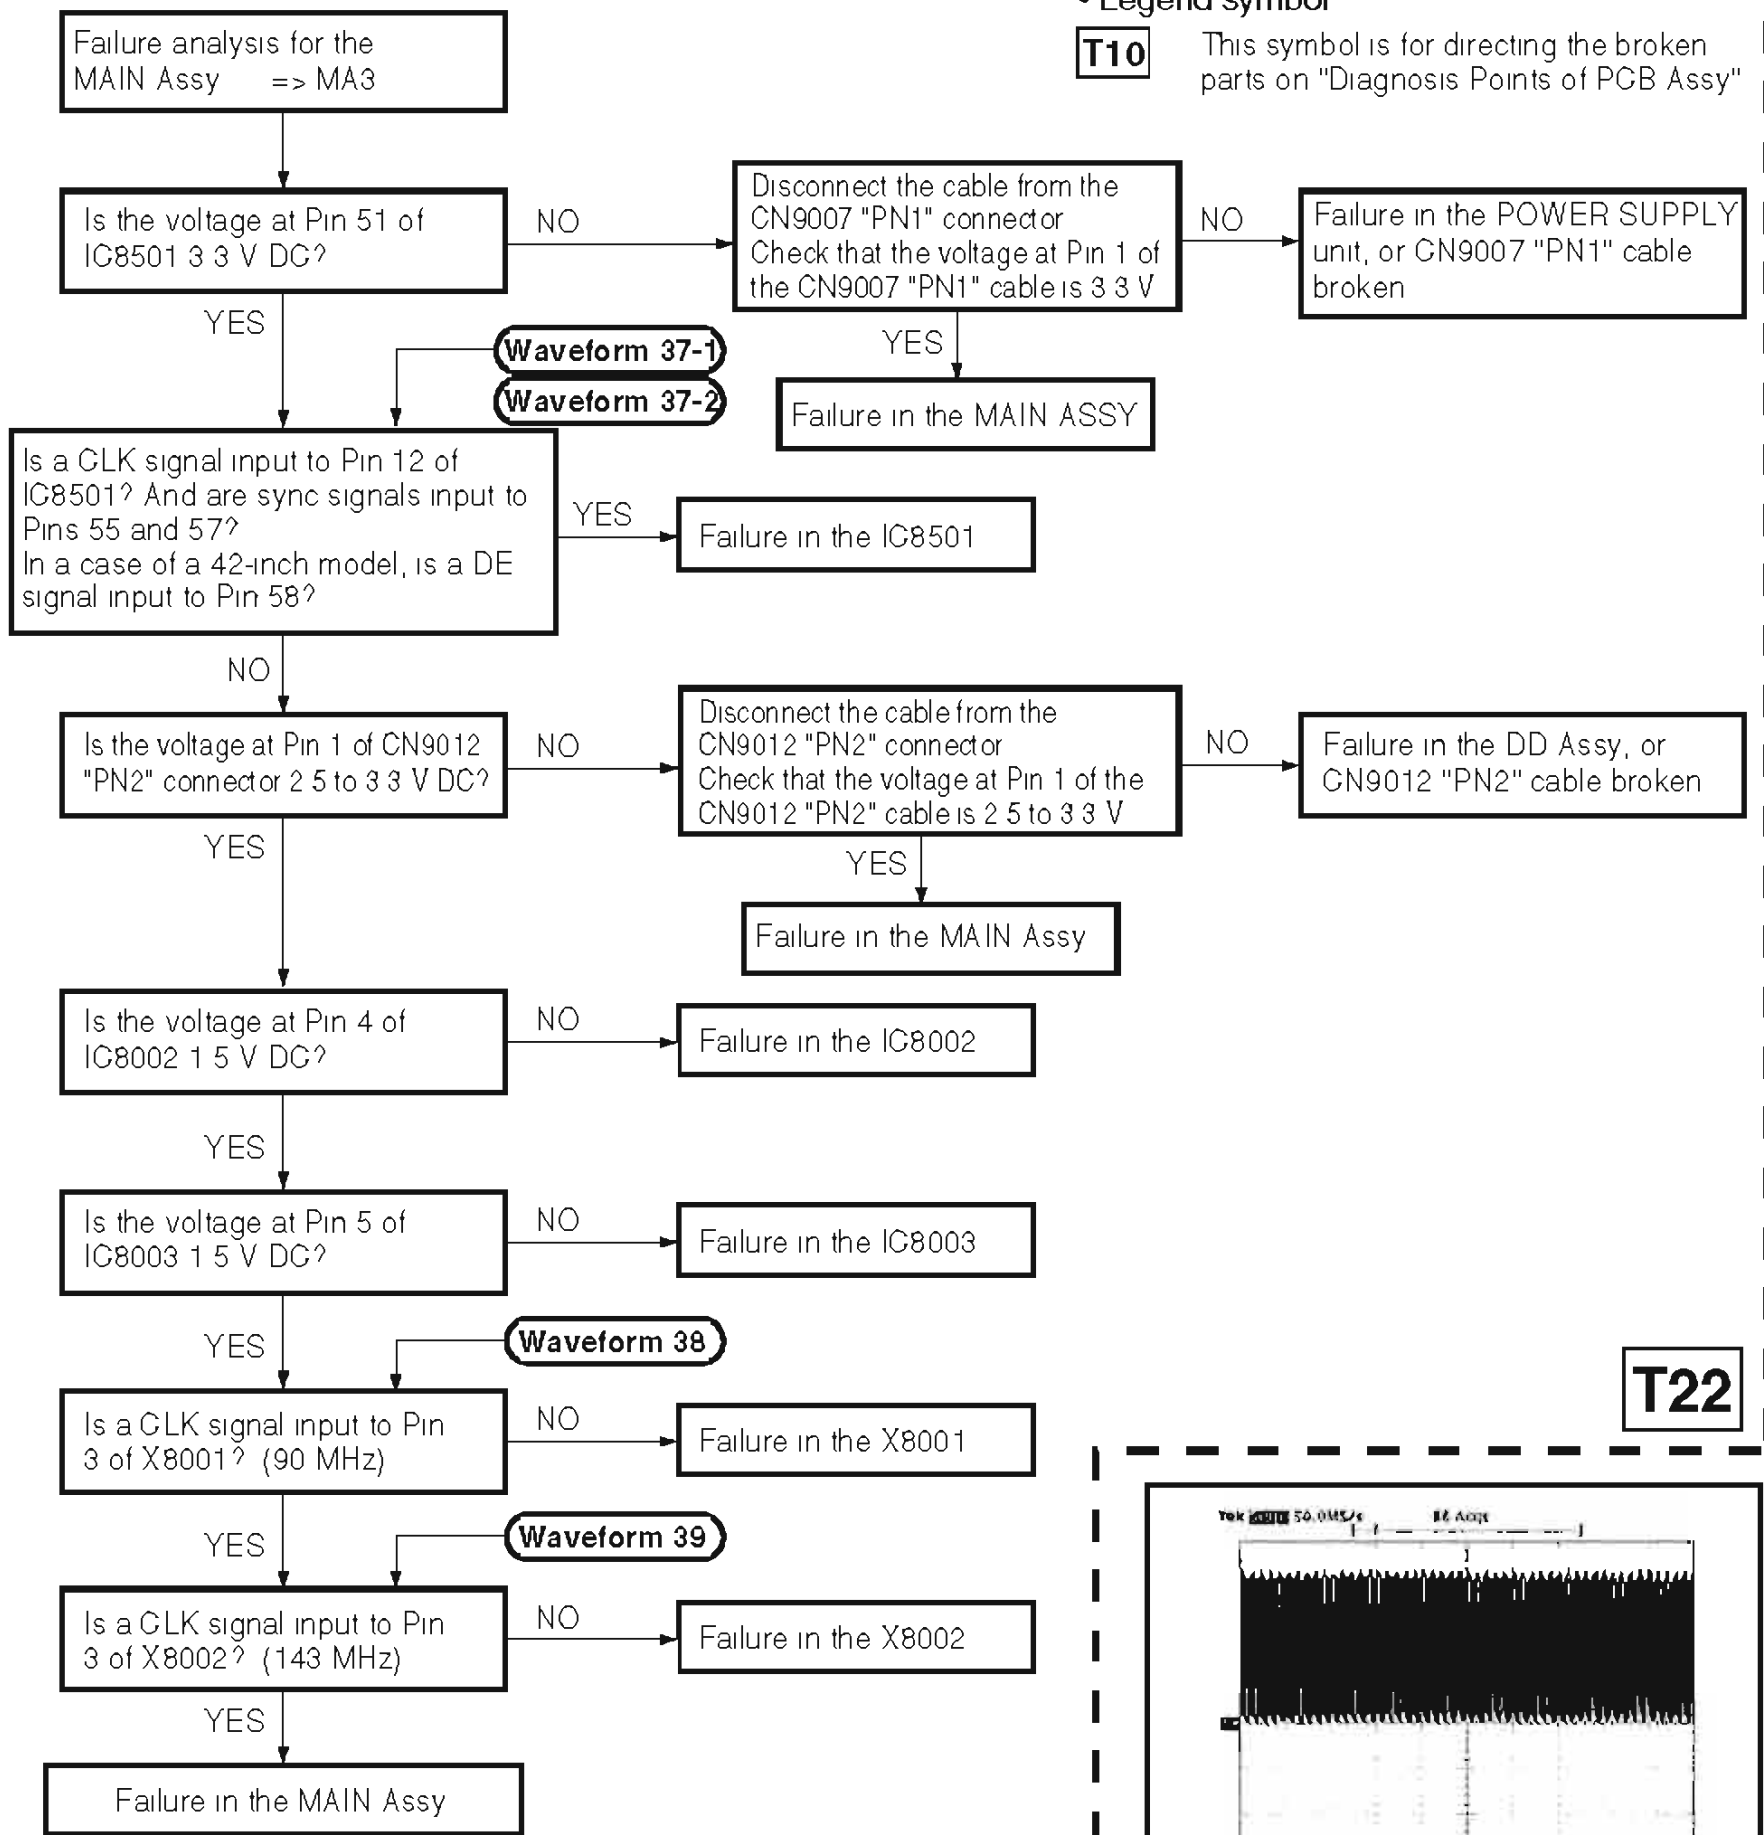 Legend symbol
T10
This symbol is for directing the broken
parts on "Diagnosis Points of PCB Assy"
Failure analysis for the
MAIN Assy => MA3
Is the voltage at Pin 51 of
IC8501 3 3 V DC?
NO
Disconnect the cable from the
CN9007 "PN1" connector
Check that the voltage at Pin 1 of
the CN9007 "PN1" cable is 3 3 V
NO
Failure in the POWER SUPPLY
unit, or CN9007 "PN1" cable
broken
YES
YES
Failure in the MAIN ASSY
Waveform 37-1
Waveform 37-2
Is a CLK signal input to Pin 12 of
IC8501? And are sync signals input to
Pins 55 and 57?
In a case of a 42-inch model, is a DE
signal input to Pin 58?
YES
Failure in the IC8501
NO
Is the voltage at Pin 1 of CN9012
"PN2" connector 2 5 to 3 3 V DC?
NO
Disconnect the cable from the
CN9012 "PN2" connector
Check that the voltage at Pin 1 of the
CN9012 "PN2" cable is 2 5 to 3 3 V
NO
Failure in the DD Assy, or
CN9012 "PN2" cable broken
YES
YES
Failure in the MAIN Assy
Is the voltage at Pin 4 of
IC8002 1 5 V DC?
NO
Failure in the IC8002
YES
Is the voltage at Pin 5 of
IC8003 1 5 V DC?
NO
Failure in the IC8003
YES
Waveform 38
Is a CLK signal input to Pin
3 of X8001? (90 MHz)
NO
Failure in the X8001
YES
Waveform 39
Is a CLK signal input to Pin
3 of X8002? (143 MHz)
NO
Failure in the X8002
YES
Failure in the MAIN Assy
T22